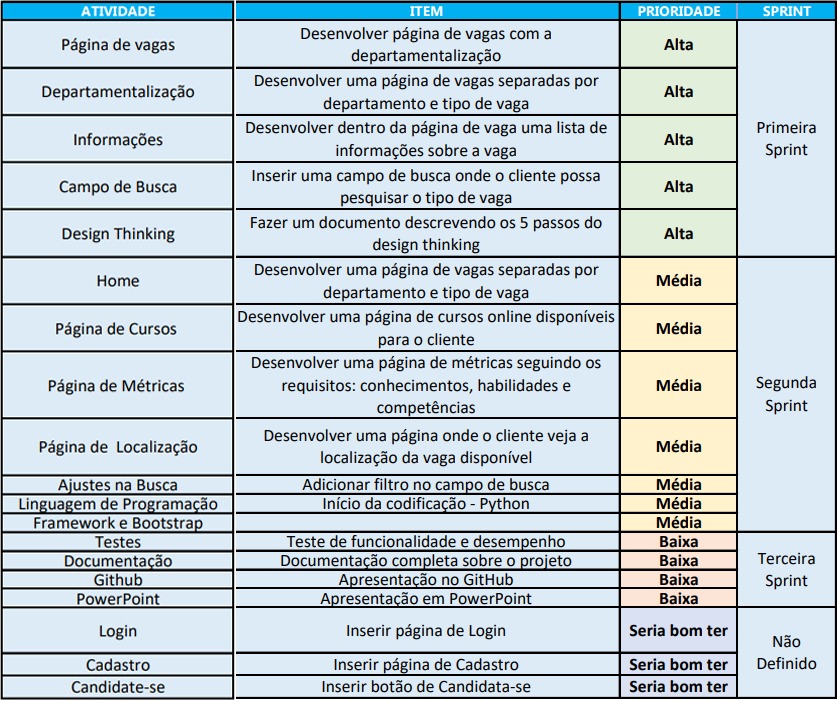 ATIVIDADE ITEM PRIORIDADE SPRINT
Página de vagas
Desenvolver página de vagas com a
departamentalização
Alta
Departamentalização
Desenvolver uma página de vagas separadas por
departamento e tipo de vaga
Alta
Informações
Desenvolver dentro da página de vaga uma lista de
informações sobre a vaga
Alta
Campo de Busca
Inserir uma campo de busca onde o cliente possa
pesquisar o tipo de vaga
Alta
Design Thinking
Fazer um documento descrevendo os 5 passos do
design thinking
Alta
Primeira
Sprint
Home
Desenvolver uma página de vagas separadas por
departamento e tipo de vaga
Média
Página de Cursos
Desenvolver uma página de cursos online disponíveis
para o cliente
Média
Página de Métricas
Desenvolver uma página de métricas seguindo os
requisitos: conhecimentos, habilidades e
competências
Média
Página de Localização
Desenvolver uma página onde o cliente veja a
localização da vaga disponível
Média
Ajustes na Busca Adicionar filtro no campo de busca Média
Linguagem de Programação Início da codificação - Python Média
Framework e Bootstrap Média
Segunda
Sprint
Testes Teste de funcionalidade e desempenho Baixa
Documentação Documentação completa sobre o projeto Baixa
Github Apresentação no GitHub Baixa
PowerPoint Apresentação em PowerPoint Baixa
Terceira
Sprint
Login Inserir página de Login Seria bom ter
Cadastro Inserir página de Cadastro Seria bom ter
Candidate-se Inserir botão de Candidata-se Seria bom ter
Não
Definido